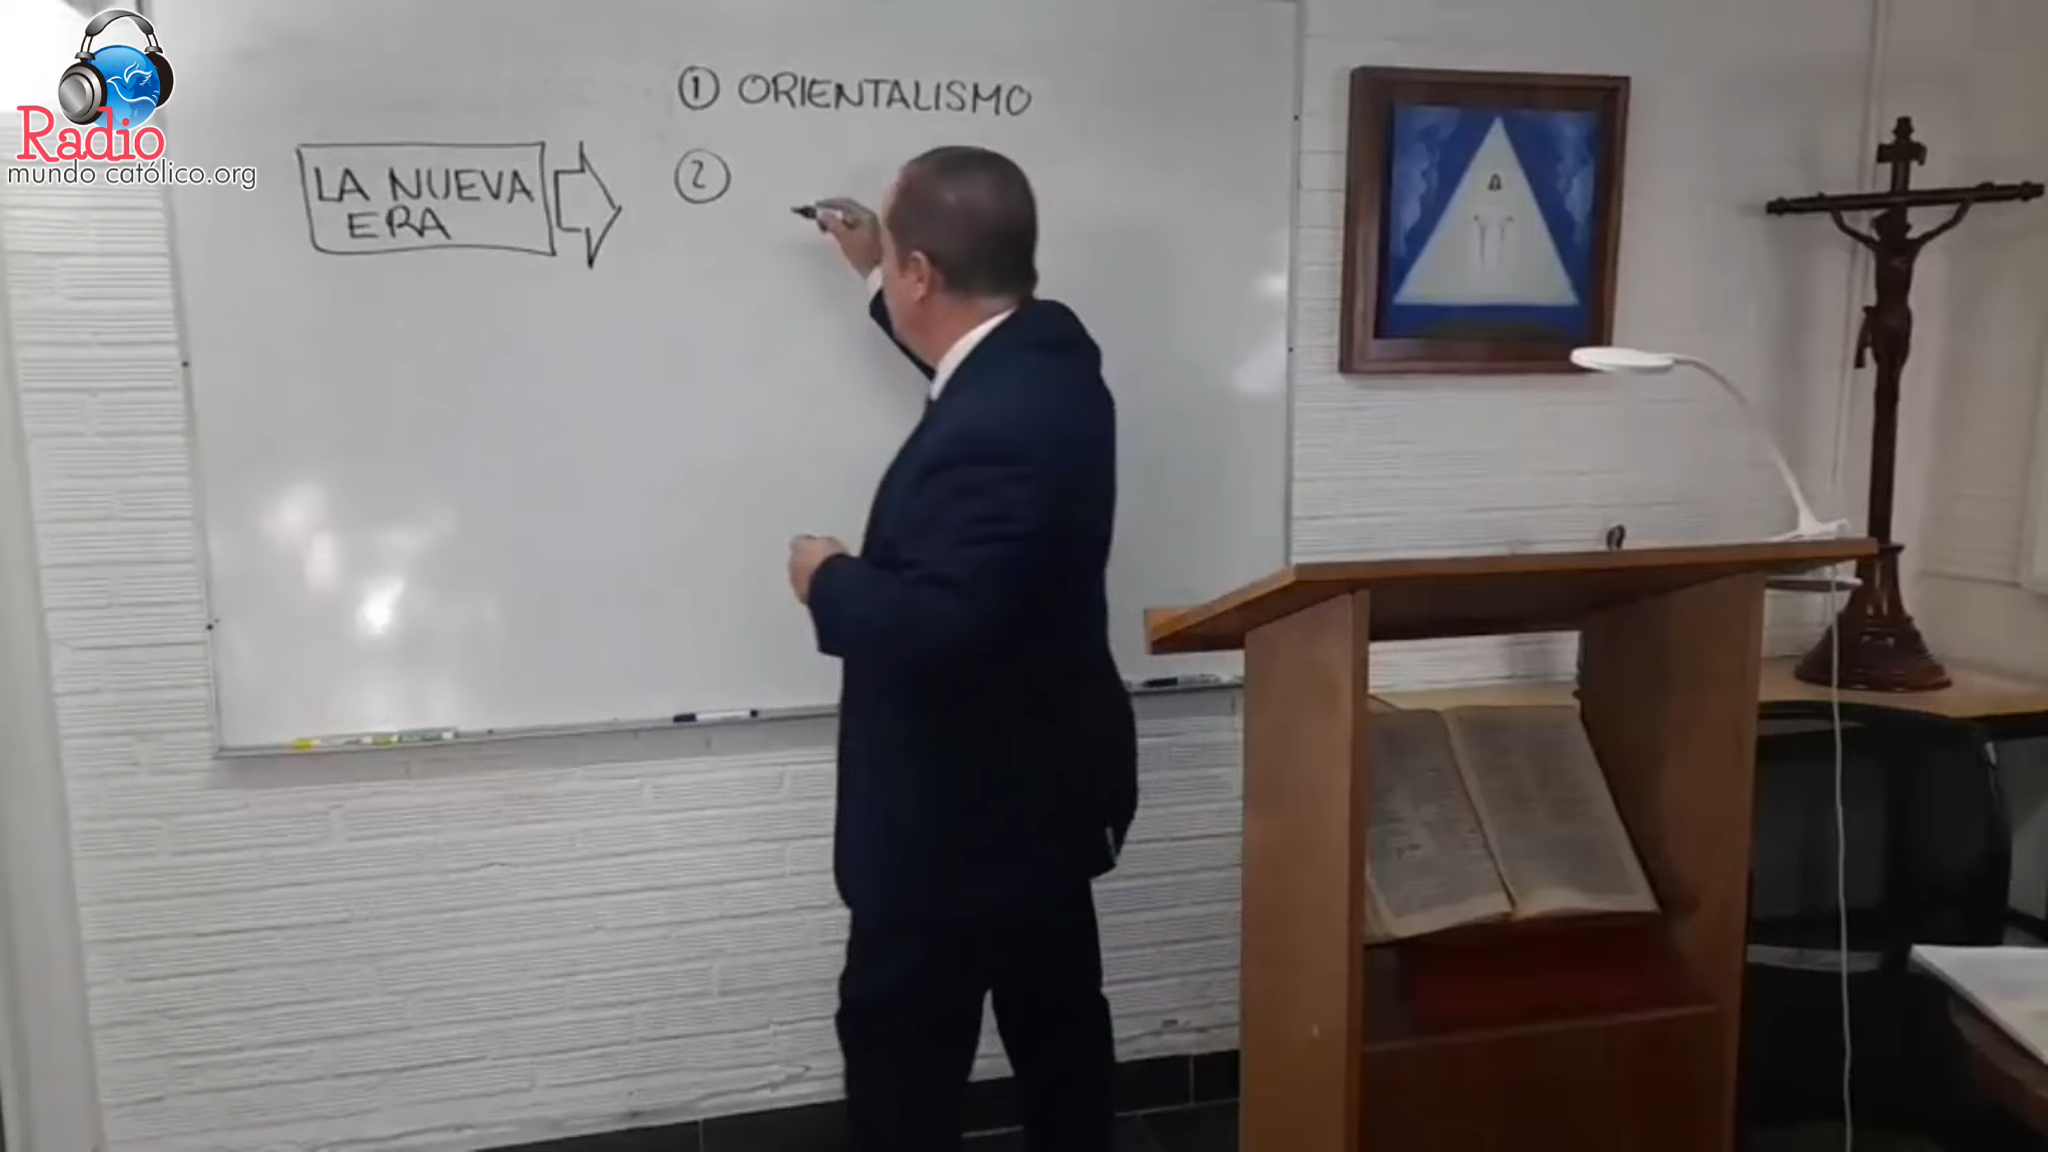 Radio
mundo católico.org
① ORIENTALISMO
LA NUEVA
ERA
②